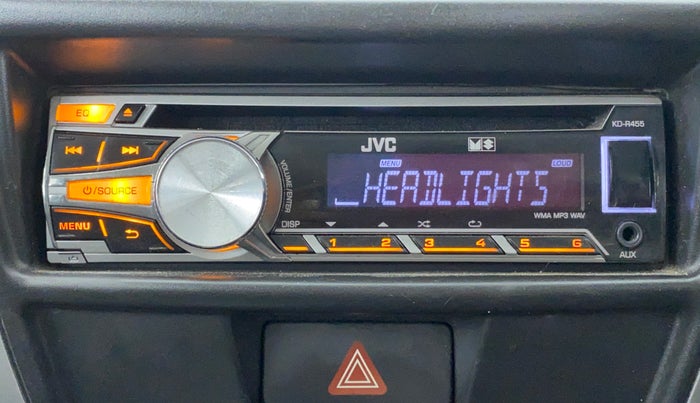 EQ
JVC
KD-R455
MENU
LOUD
_HEADLIGHTS
⏻/SOURCE
VOLUME/ENTER
MENU
DISP
WMA MP3 WAV
1 2 3 4 5 6
AUX